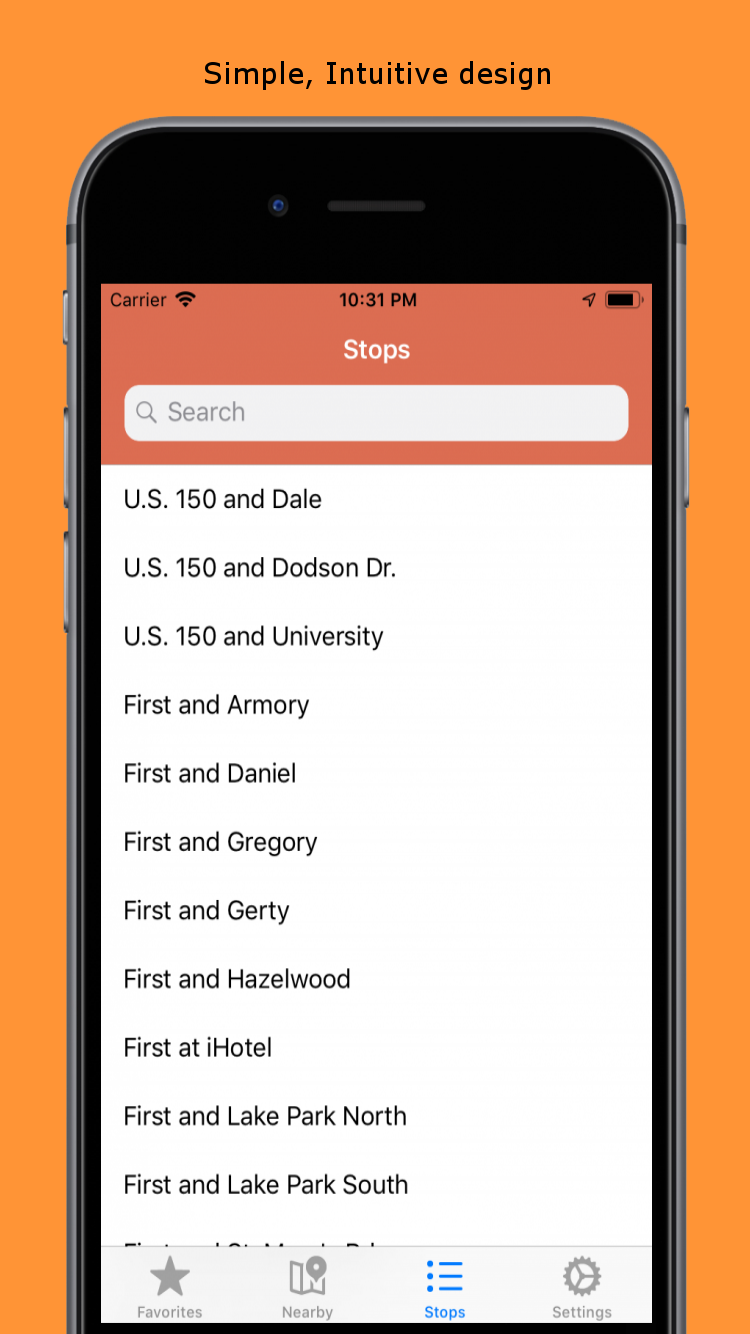 Simple, Intuitive design
Carrier 10:31 PM
Stops
Search
U.S. 150 and Dale
U.S. 150 and Dodson Dr.
U.S. 150 and University
First and Armory
First and Daniel
First and Gregory
First and Gerty
First and Hazelwood
First at iHotel
First and Lake Park North
First and Lake Park South
Favorites Nearby Stops Settings